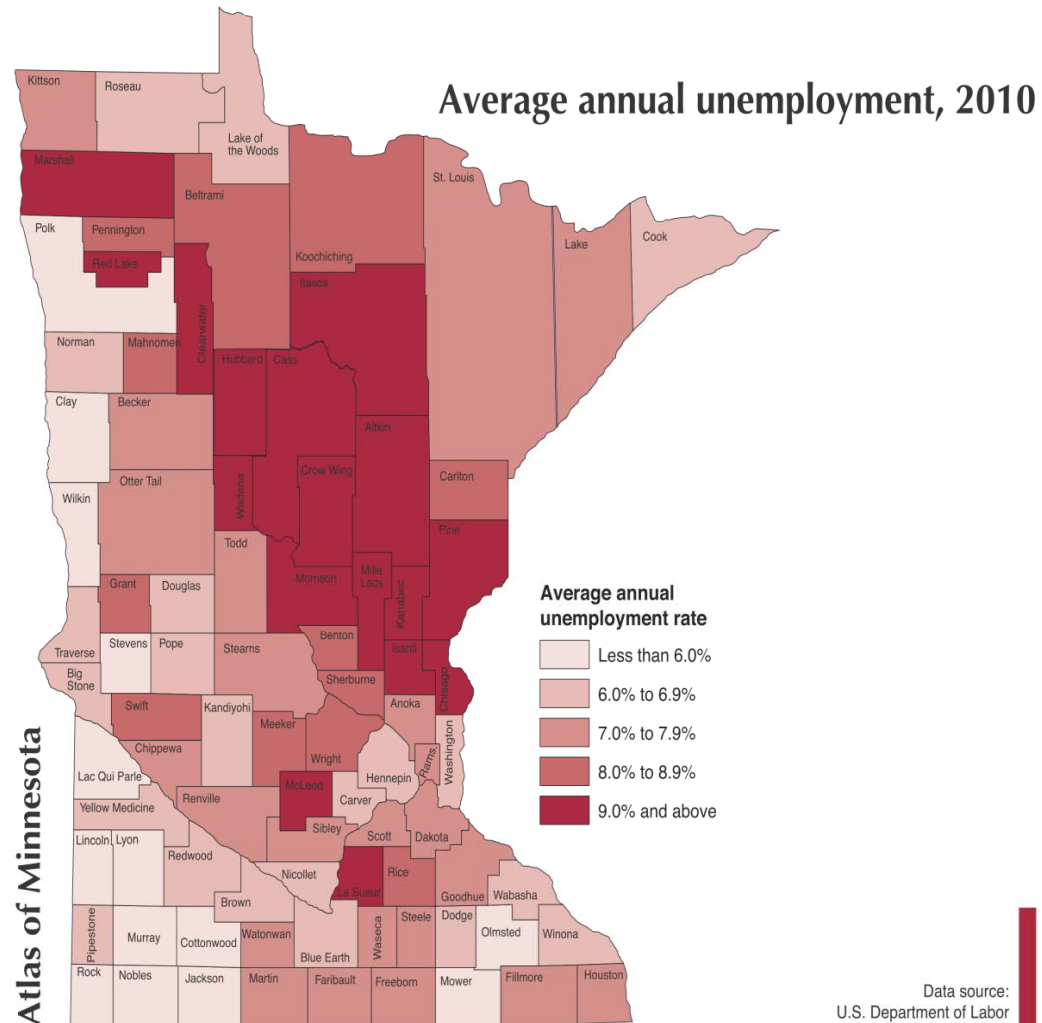 Average annual unemployment, 2010
Kittson
Roseau
Lake of
the Woods
Marshall
Beltrami
Koochiching
St. Louis
Lake
Cook
Polk
Pennington
Red Lake
Clearwater
Itasca
Norman
Mahnomen
Hubbard
Cass
Clay
Becker
Aitkin
Wadena
Crow Wing
Carlton
Wilkin
Otter Tail
Todd
Pine
Grant
Douglas
Morrison
Mille
Lacs
Kanabec
Traverse
Stevens
Pope
Stearns
Benton
Isanti
Big
Stone
Sherburne
Chisago
Swift
Kandiyohi
Meeker
Anoka
Wright
Chippewa
Lac Qui Parle
Hennepin
Rams.
Washington
Yellow Medicine
Renville
McLeod
Carver
Sibley
Scott
Dakota
Lincoln
Lyon
Redwood
Nicollet
Le Sueur
Rice
Goodhue
Wabasha
Brown
Pipestone
Murray
Cottonwood
Watonwan
Blue Earth
Waseca
Steele
Dodge
Olmsted
Winona
Rock
Nobles
Jackson
Martin
Faribault
Freeborn
Mower
Fillmore
Houston
Average annual
unemployment rate
Less than 6.0%
6.0% to 6.9%
7.0% to 7.9%
8.0% to 8.9%
9.0% and above
Atlas of Minnesota
Data source:
U.S. Department of Labor